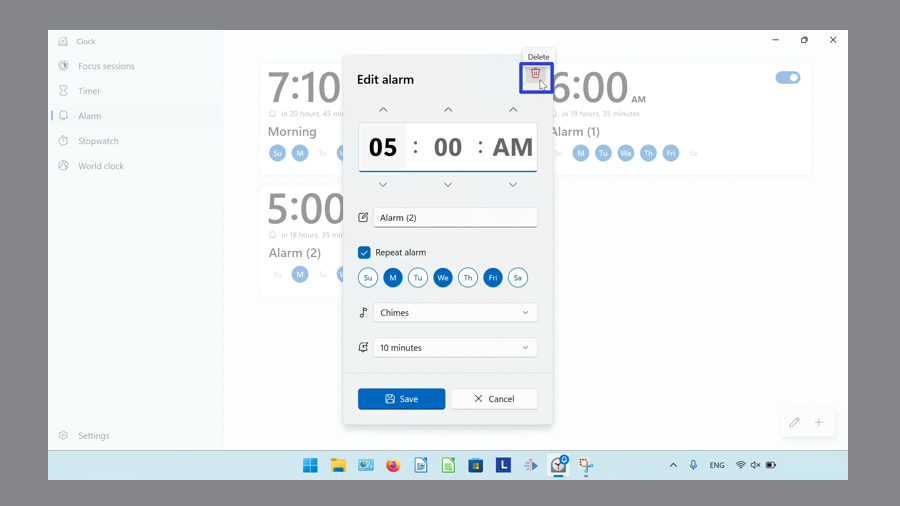 Clock
Focus sessions
Timer
Alarm
Stopwatch
World clock
Settings
7:10
in 20 hours, 45 min
Morning
Su M Tu W
5:00
in 18 hours, 35 min
Alarm (2)
Su M Tu W
6:00 AM
in 19 hours, 35 minutes
Alarm (1)
Su M Tu We Th Fri Sa
Delete
Edit alarm
05 : 00 : AM
Alarm (2)
Repeat alarm
Su M Tu We Th Fri Sa
Chimes
10 minutes
Save Cancel
L
ENG